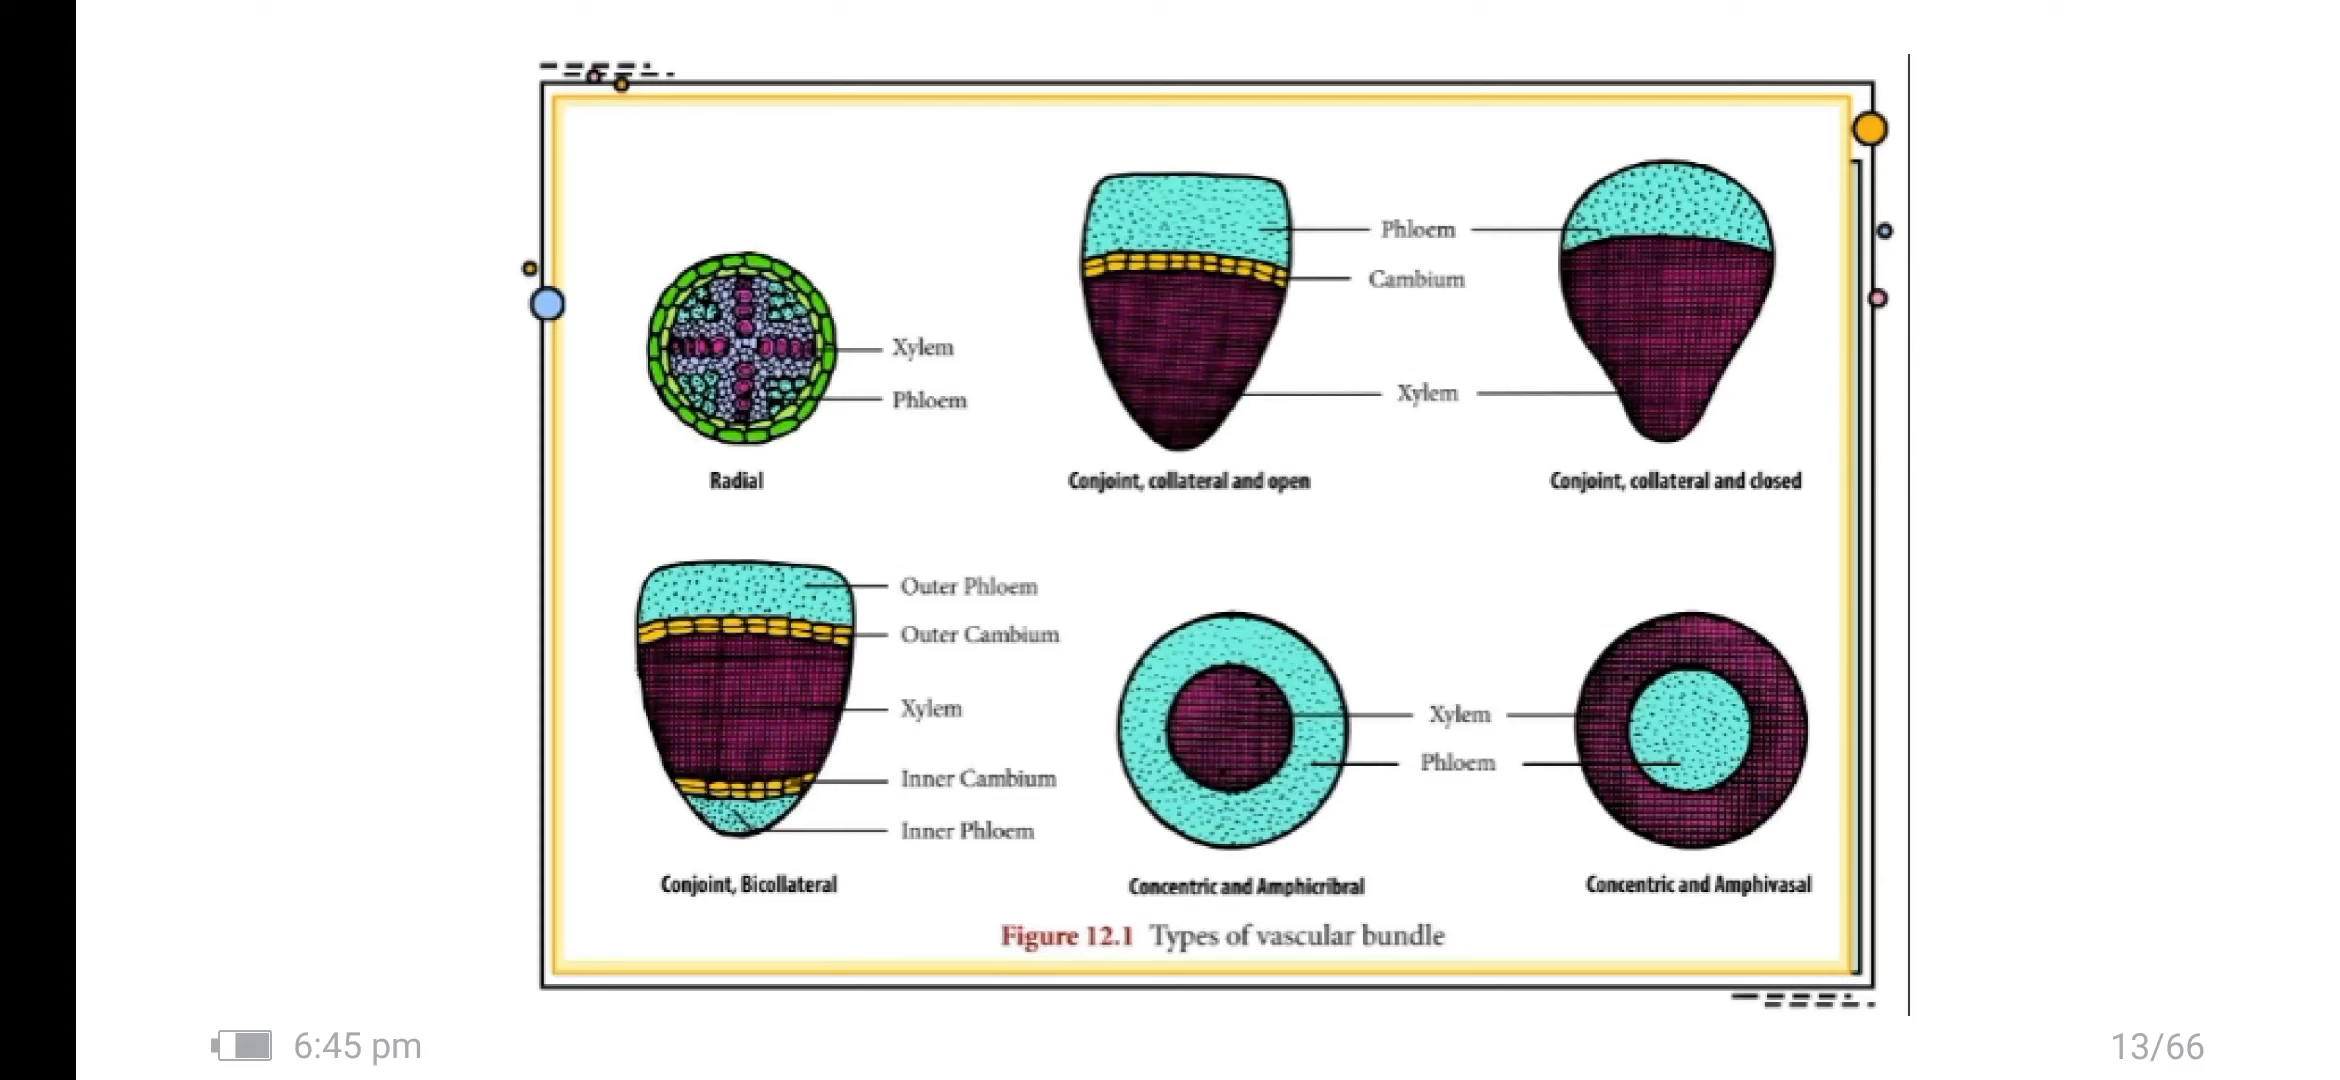 Phloem
Cambium
Xylem
Xylem
Phloem
Radial
Conjoint, collateral and open
Conjoint, collateral and closed
Outer Phloem
Outer Cambium
Xylem
Inner Cambium
Inner Phloem
Xylem
Phloem
Conjoint, Bicollateral
Concentric and Amphicribral
Concentric and Amphivasal
Figure 12.1 Types of vascular bundle
6:45 pm
13/66